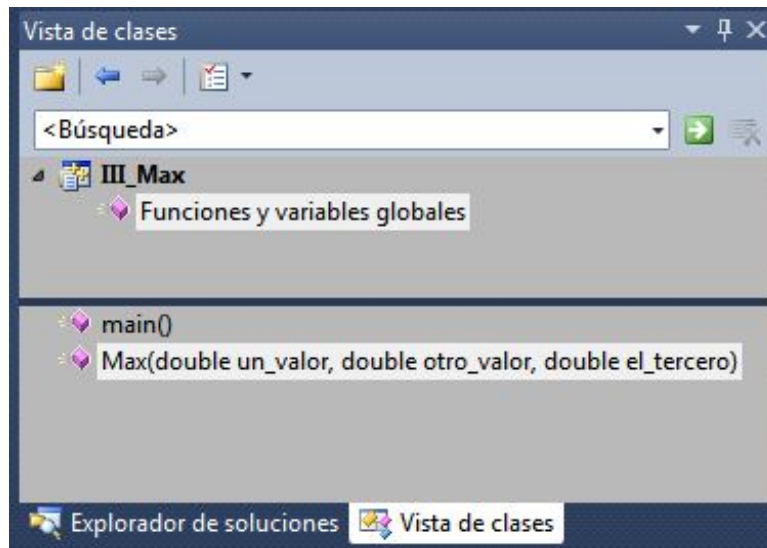 Vista de clases
<Búsqueda>
III_Max
Funciones y variables globales
main()
Max(double un_valor, double otro_valor, double el_tercero)
Explorador de soluciones Vista de clases